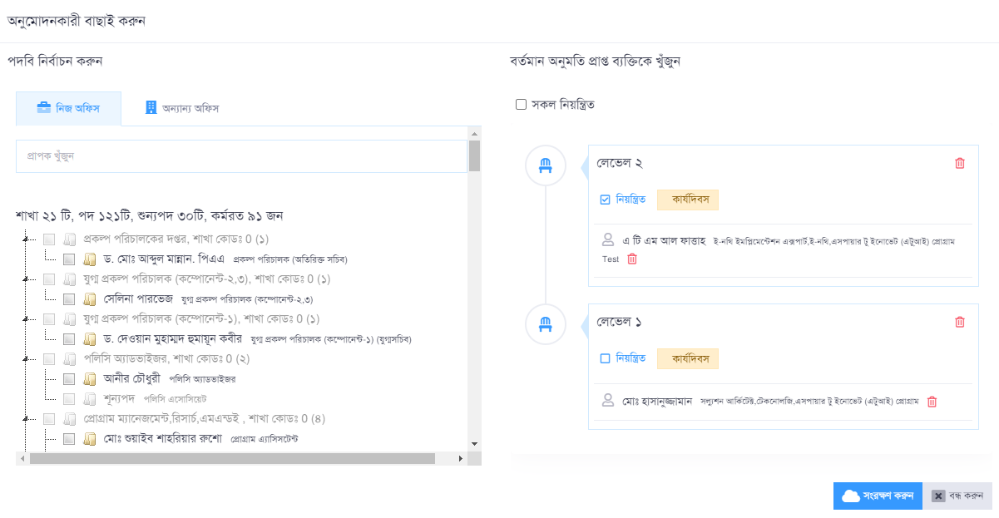 অনুমোদনকারী বাছাই করুন
পদবি নির্বাচন করুন
নিজ অফিস
অন্যান্য অফিস
প্রাপক খুঁজুন
শাখা ২১ টি, পদ ১২১টি, শুন্যপদ ৩০টি, কর্মরত ৯১ জন
প্রকল্প পরিচালকের দপ্তর, শাখা কোডঃ 0 (১)
ড. মোঃ আব্দুল মান্নান. পিএএ প্রকল্প পরিচালক (অতিরিক্ত সচিব)
যুগ্ম প্রকল্প পরিচালক (কম্পোনেন্ট-২,৩), শাখা কোডঃ 0 (১)
সেলিনা পারভেজ যুগ্ম প্রকল্প পরিচালক (কম্পোনেন্ট-২,৩)
যুগ্ম প্রকল্প পরিচালক (কম্পোনেন্ট-১), শাখা কোডঃ 0 (১)
ড. দেওয়ান মুহাম্মদ হুমায়ূন কবীর যুগ্ম প্রকল্প পরিচালক (কম্পোনেন্ট-১) (যুগ্মসচিব)
পলিসি অ্যাডভাইজর, শাখা কোডঃ 0 (২)
আনীর চৌধুরী পলিসি অ্যাডভাইজর
শূন্যপদ পলিসি এসোসিয়েট
প্রোগ্রাম ম্যানেজমেন্ট,রিসার্চ,এমএন্ডই , শাখা কোডঃ 0 (৪)
মোঃ শুয়াইব শাহরিয়ার রুশো প্রোগ্রাম এ্যাসিসটেন্ট
বর্তমান অনুমতি প্রাপ্ত ব্যক্তিকে খুঁজুন
সকল নিয়ন্ত্রিত
লেভেল ২
নিয়ন্ত্রিত কার্যদিবস
এ টি এম আল ফাত্তাহ ই-নথি ইমপ্লিমেন্টেশন এক্সপার্ট,ই-নথি,এসপায়ার টু ইনোভেট (এটুআই) প্রোগ্রাম
Test
লেভেল ১
নিয়ন্ত্রিত কার্যদিবস
মোঃ হাসানুজ্জামান সল্যুশন আর্কিটেক্ট,টেকনোলজি,এসপায়ার টু ইনোভেট (এটুআই) প্রোগ্রাম
সংরক্ষণ করুন
বন্ধ করুন